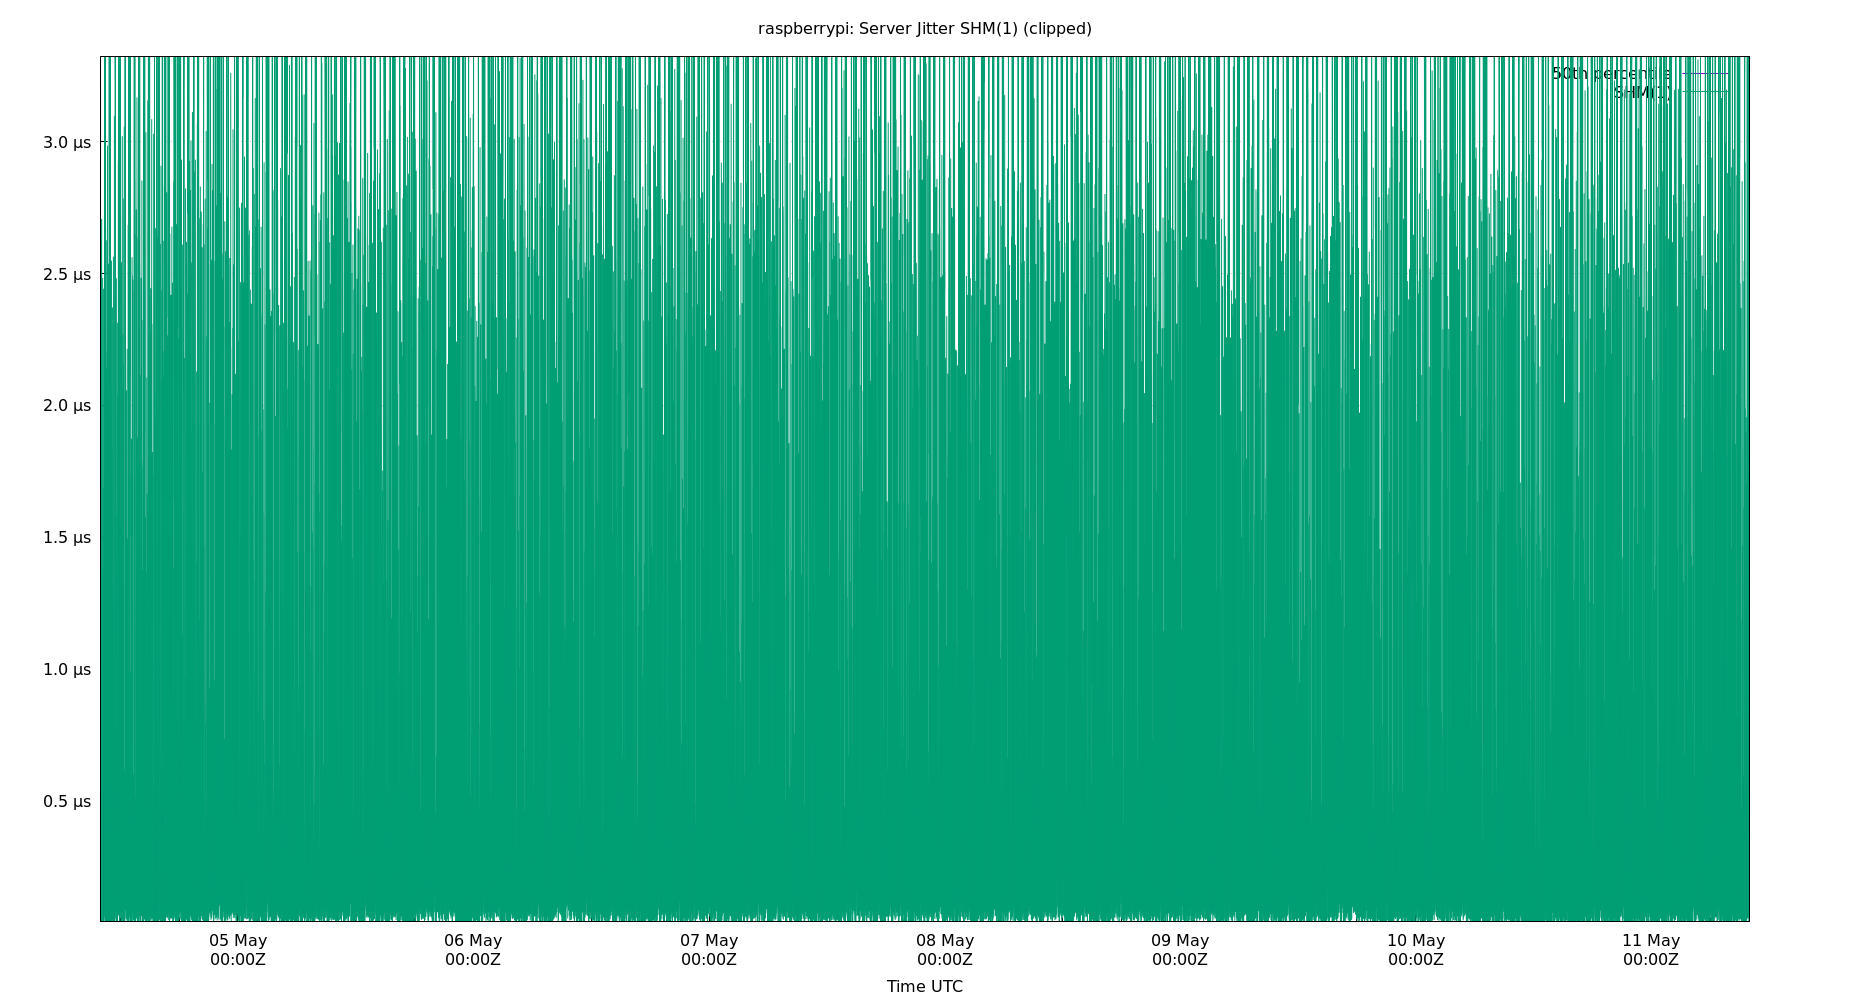 raspberrypi: Server Jitter SHM(1) (clipped)
50th percentile
SHM(1)
3.0 µs
2.5 µs
2.0 µs
1.5 µs
1.0 µs
0.5 µs
05 May 06 May 07 May 08 May 09 May 10 May 11 May
00:00Z 00:00Z 00:00Z 00:00Z 00:00Z 00:00Z 00:00Z
Time UTC